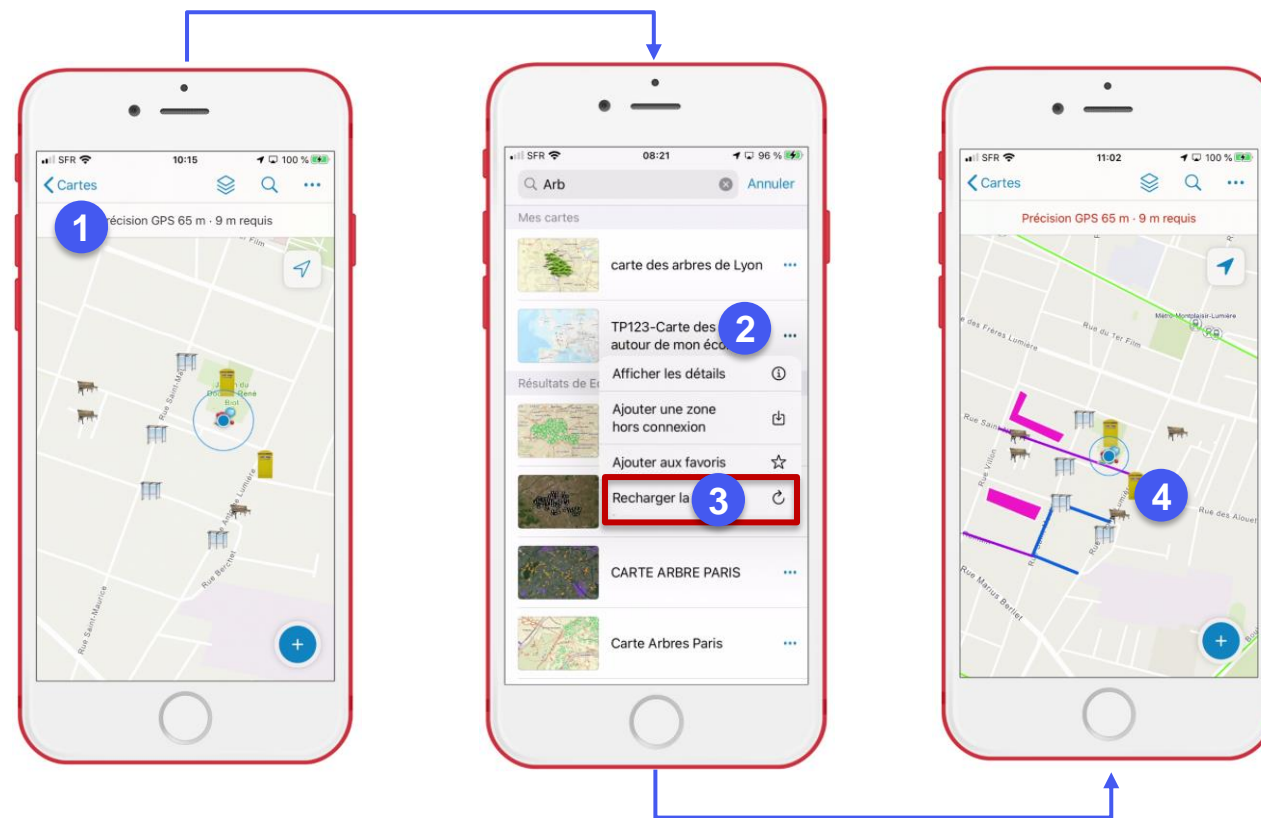 SFR
10:15
100 %
Cartes
1
récision GPS 65 m · 9 m requis
Rue Saint-Maurice
Rue Berchet
+
SFR
08:21
96 %
Arb
Annuler
Mes cartes
carte des arbres de Lyon
TP123-Carte des
2
autour de mon éco
Afficher les détails
Résultats de
Ajouter une zone
hors connexion
Ajouter aux favoris
Recharger la
3
CARTE ARBRE PARIS
Carte Arbres Paris
SFR
11:02
100 %
Cartes
Précision GPS 65 m · 9 m requis
Métro Montplaisir-Lumière
Rue du 1er Film
e des Frères Lumière
Rue Villon
4
Rue des Alouet
Rue Marius Berliet
+